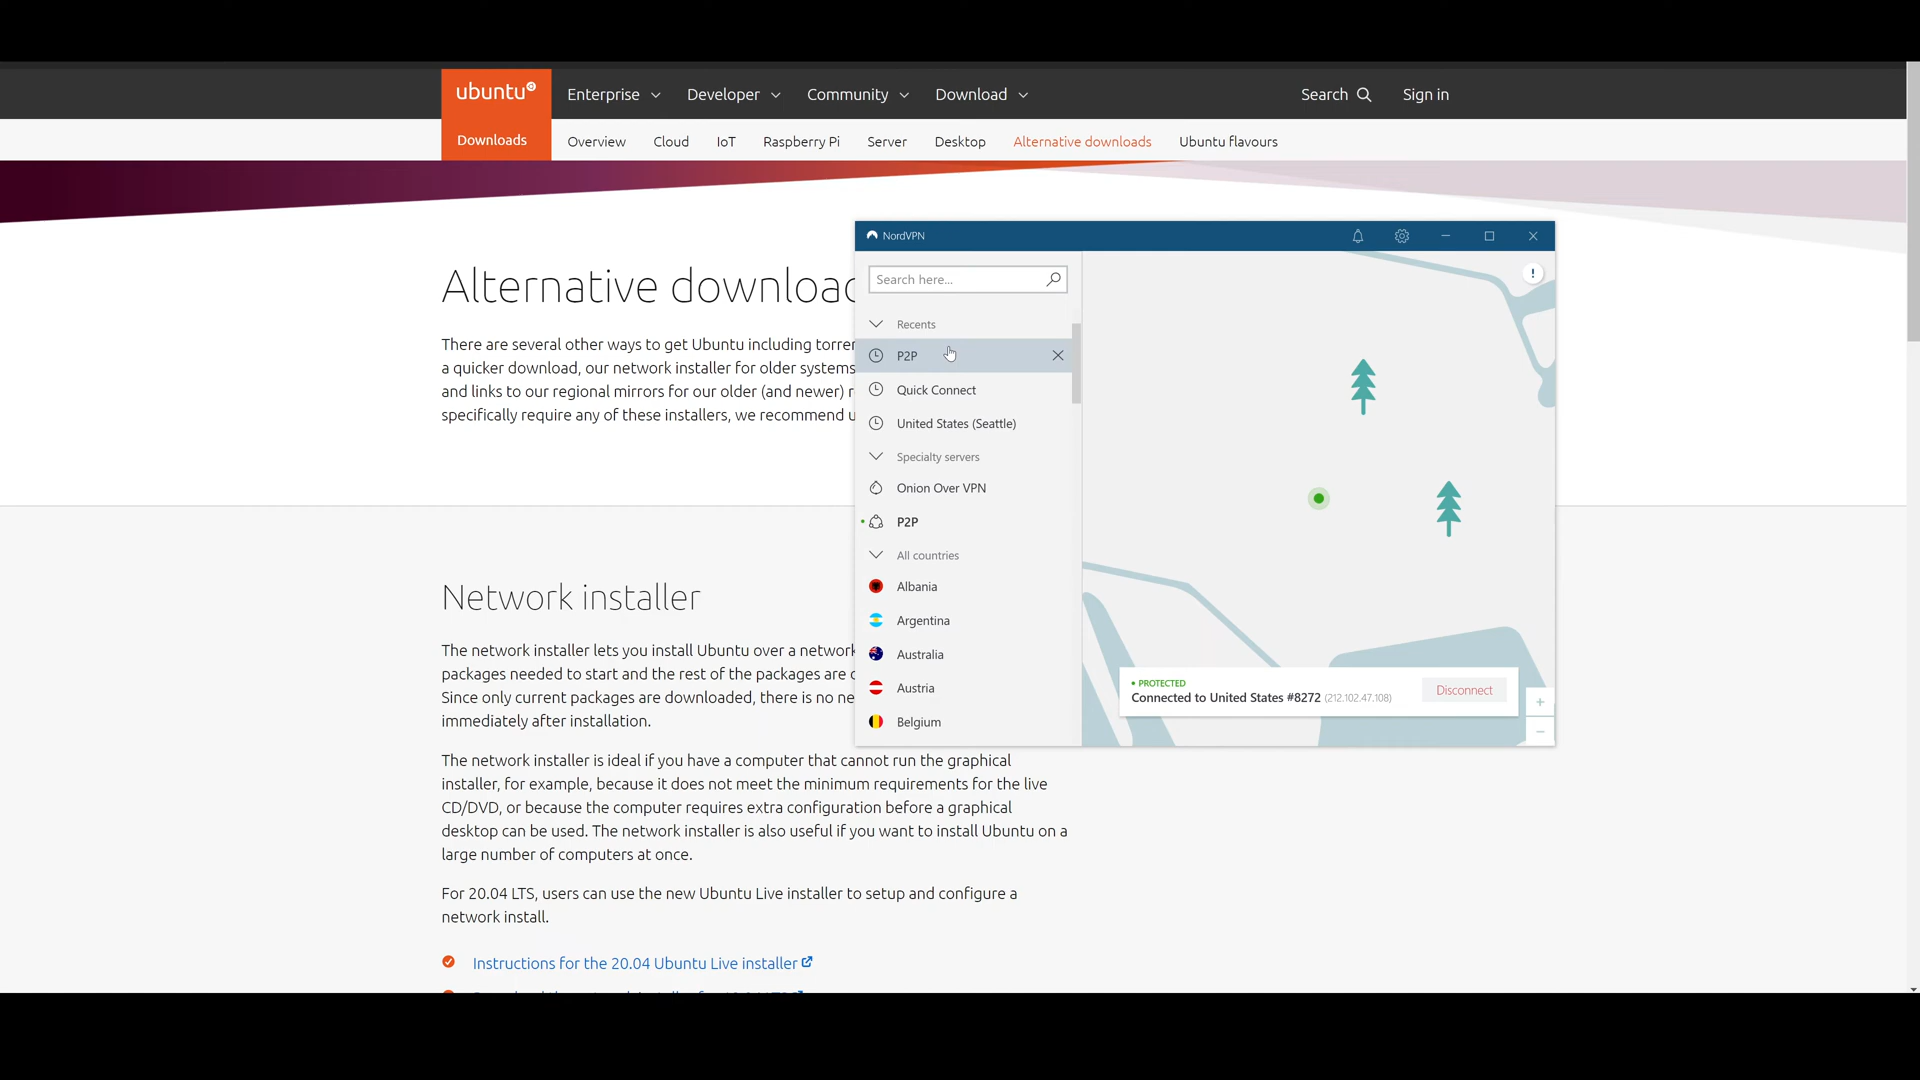 ubuntu
Enterprise
Developer
Community
Download
Search
Sign in
Downloads
Overview
Cloud
IoT
Raspberry Pi
Server
Desktop
Alternative downloads
Ubuntu flavours
Alternative downloa
There are several other ways to get Ubuntu including torre
a quicker download, our network installer for older systems
and links to our regional mirrors for our older (and newer) r
specifically require any of these installers, we recommend u
Network installer
The network installer lets you install Ubuntu over a network
packages needed to start and the rest of the packages are
Since only current packages are downloaded, there is no ne
immediately after installation.
The network installer is ideal if you have a computer that cannot run the graphical
installer, for example, because it does not meet the minimum requirements for the live
CD/DVD, or because the computer requires extra configuration before a graphical
desktop can be used. The network installer is also useful if you want to install Ubuntu on a
large number of computers at once.
For 20.04 LTS, users can use the new Ubuntu Live installer to setup and configure a
network install.
Instructions for the 20.04 Ubuntu Live installer
NordVPN
Search here...
Recents
P2P
Quick Connect
United States (Seattle)
Specialty servers
Onion Over VPN
P2P
All countries
Albania
Argentina
Australia
Austria
Belgium
PROTECTED
Connected to United States #8272 (212.102.47.108)
Disconnect